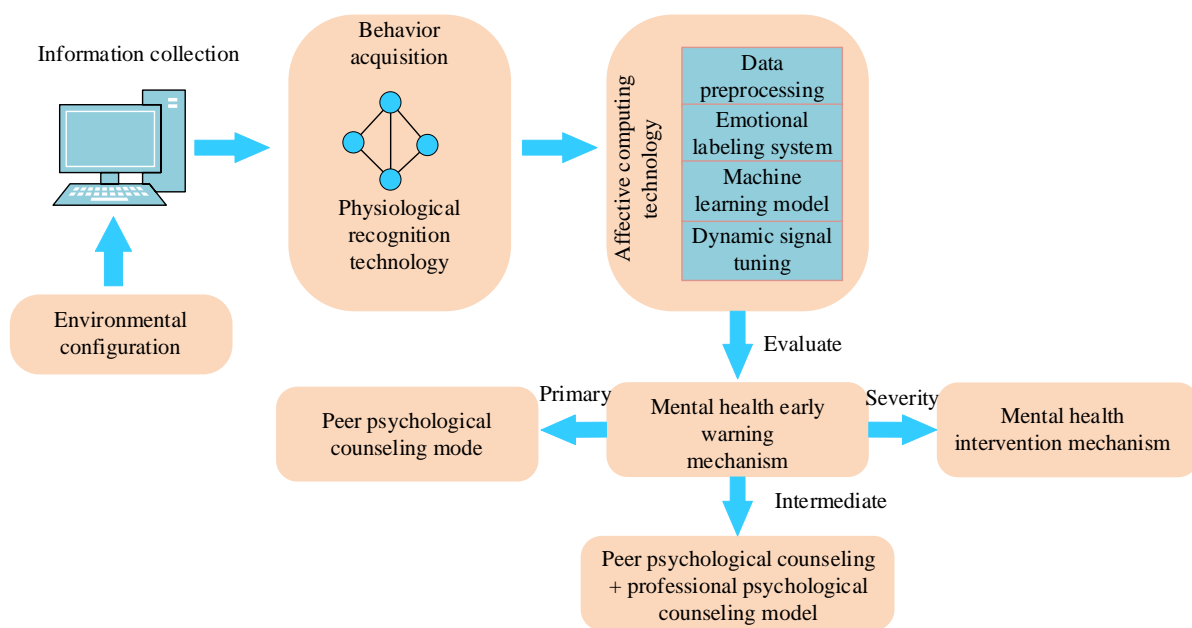 Information collection
Environmental
configuration
Behavior
acquisition
Physiological
recognition
technology
Affective computing
technology
Data
preprocessing
Emotional
labeling system
Machine
learning model
Dynamic signal
tuning
Evaluate
Primary
Mental health early
warning
mechanism
Severity
Peer psychological
counseling mode
Mental health
intervention mechanism
Intermediate
Peer psychological counseling
+ professional psychological
counseling model